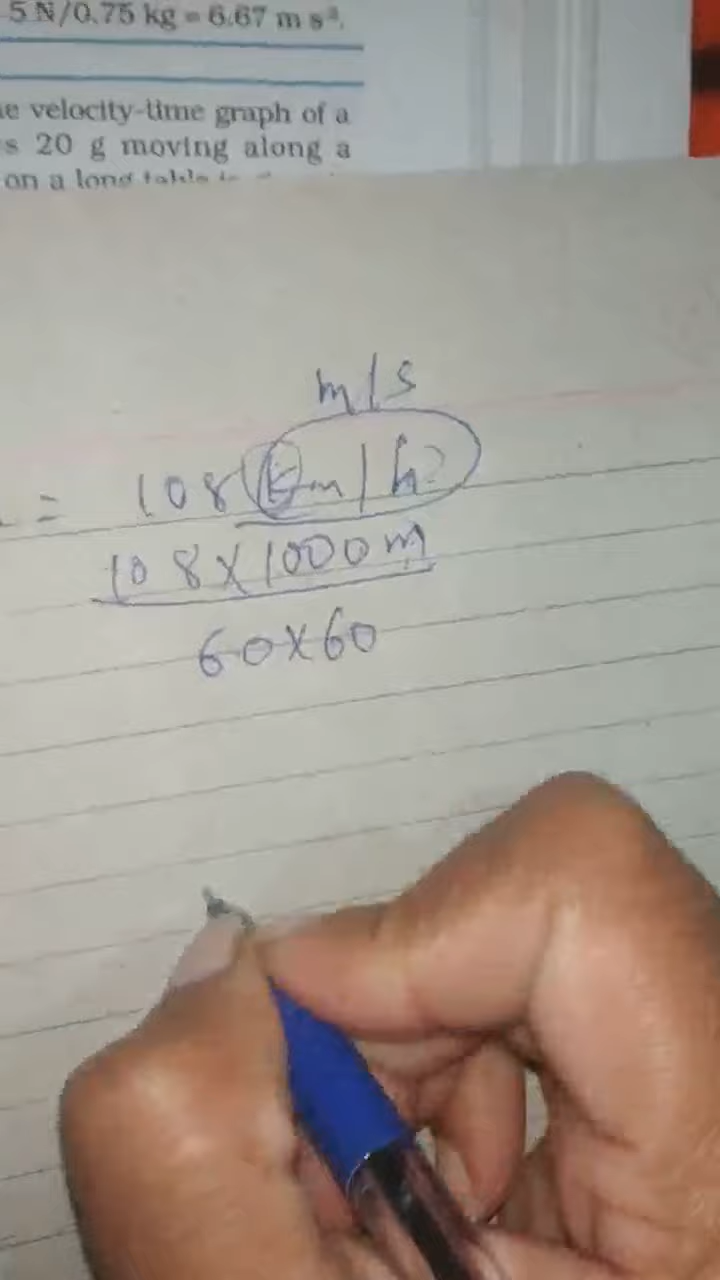 5 N/0.75 kg = 6.67 m s⁻².
e velocity-time graph of a
s 20 g moving along a
on a long table
m/s
= 108 km/h
108 x 1000 m
60 x 60